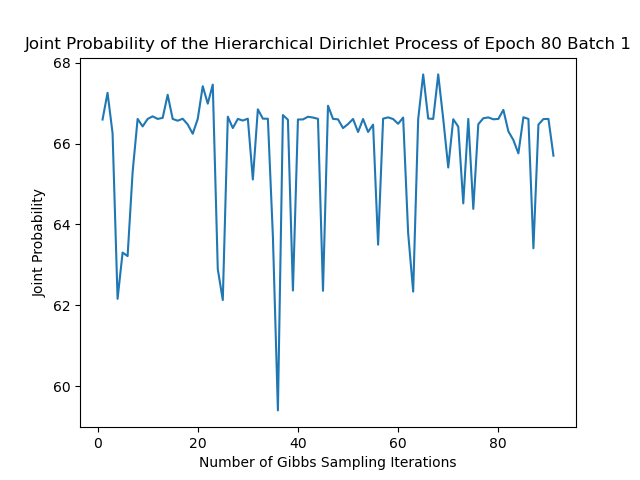 Joint Probability of the Hierarchical Dirichlet Process of Epoch 80 Batch 1
68
66
64
62
60
Joint Probability
0 20 40 60 80
Number of Gibbs Sampling Iterations